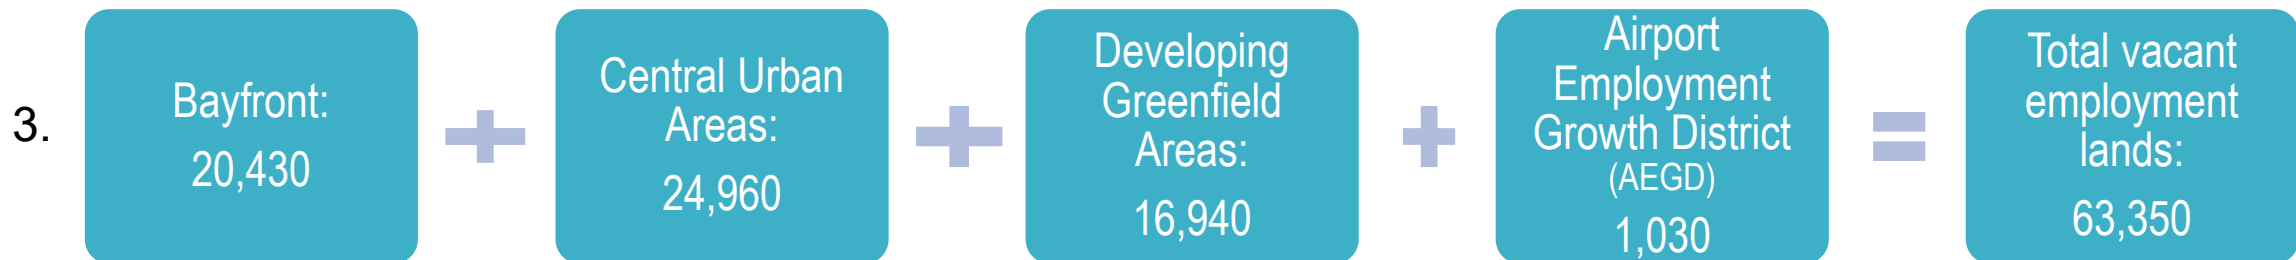 3.
Bayfront:
20,430
Central Urban
Areas:
24,960
Developing
Greenfield
Areas:
16,940
Airport
Employment
Growth District
(AEGD)
1,030
Total vacant
employment
lands:
63,350